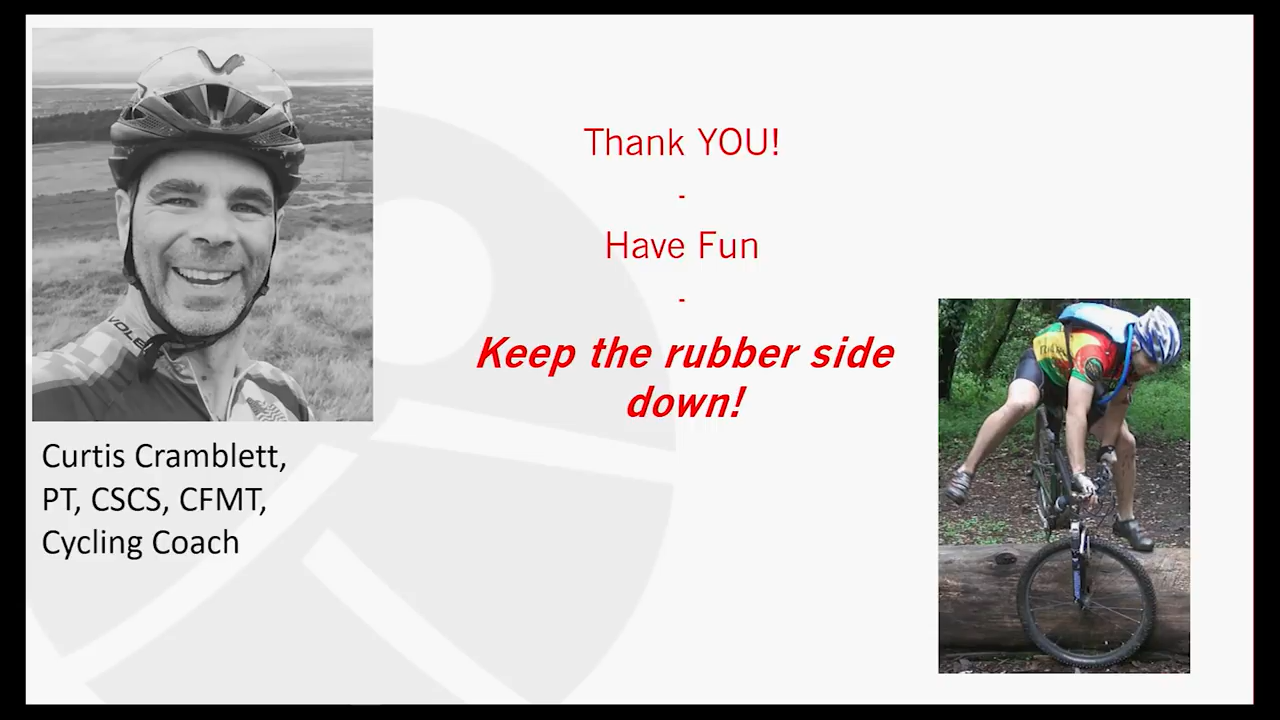 Thank YOU!
-
Have Fun
-
Keep the rubber side
down!
Curtis Cramblett,
PT, CSCS, CFMT,
Cycling Coach